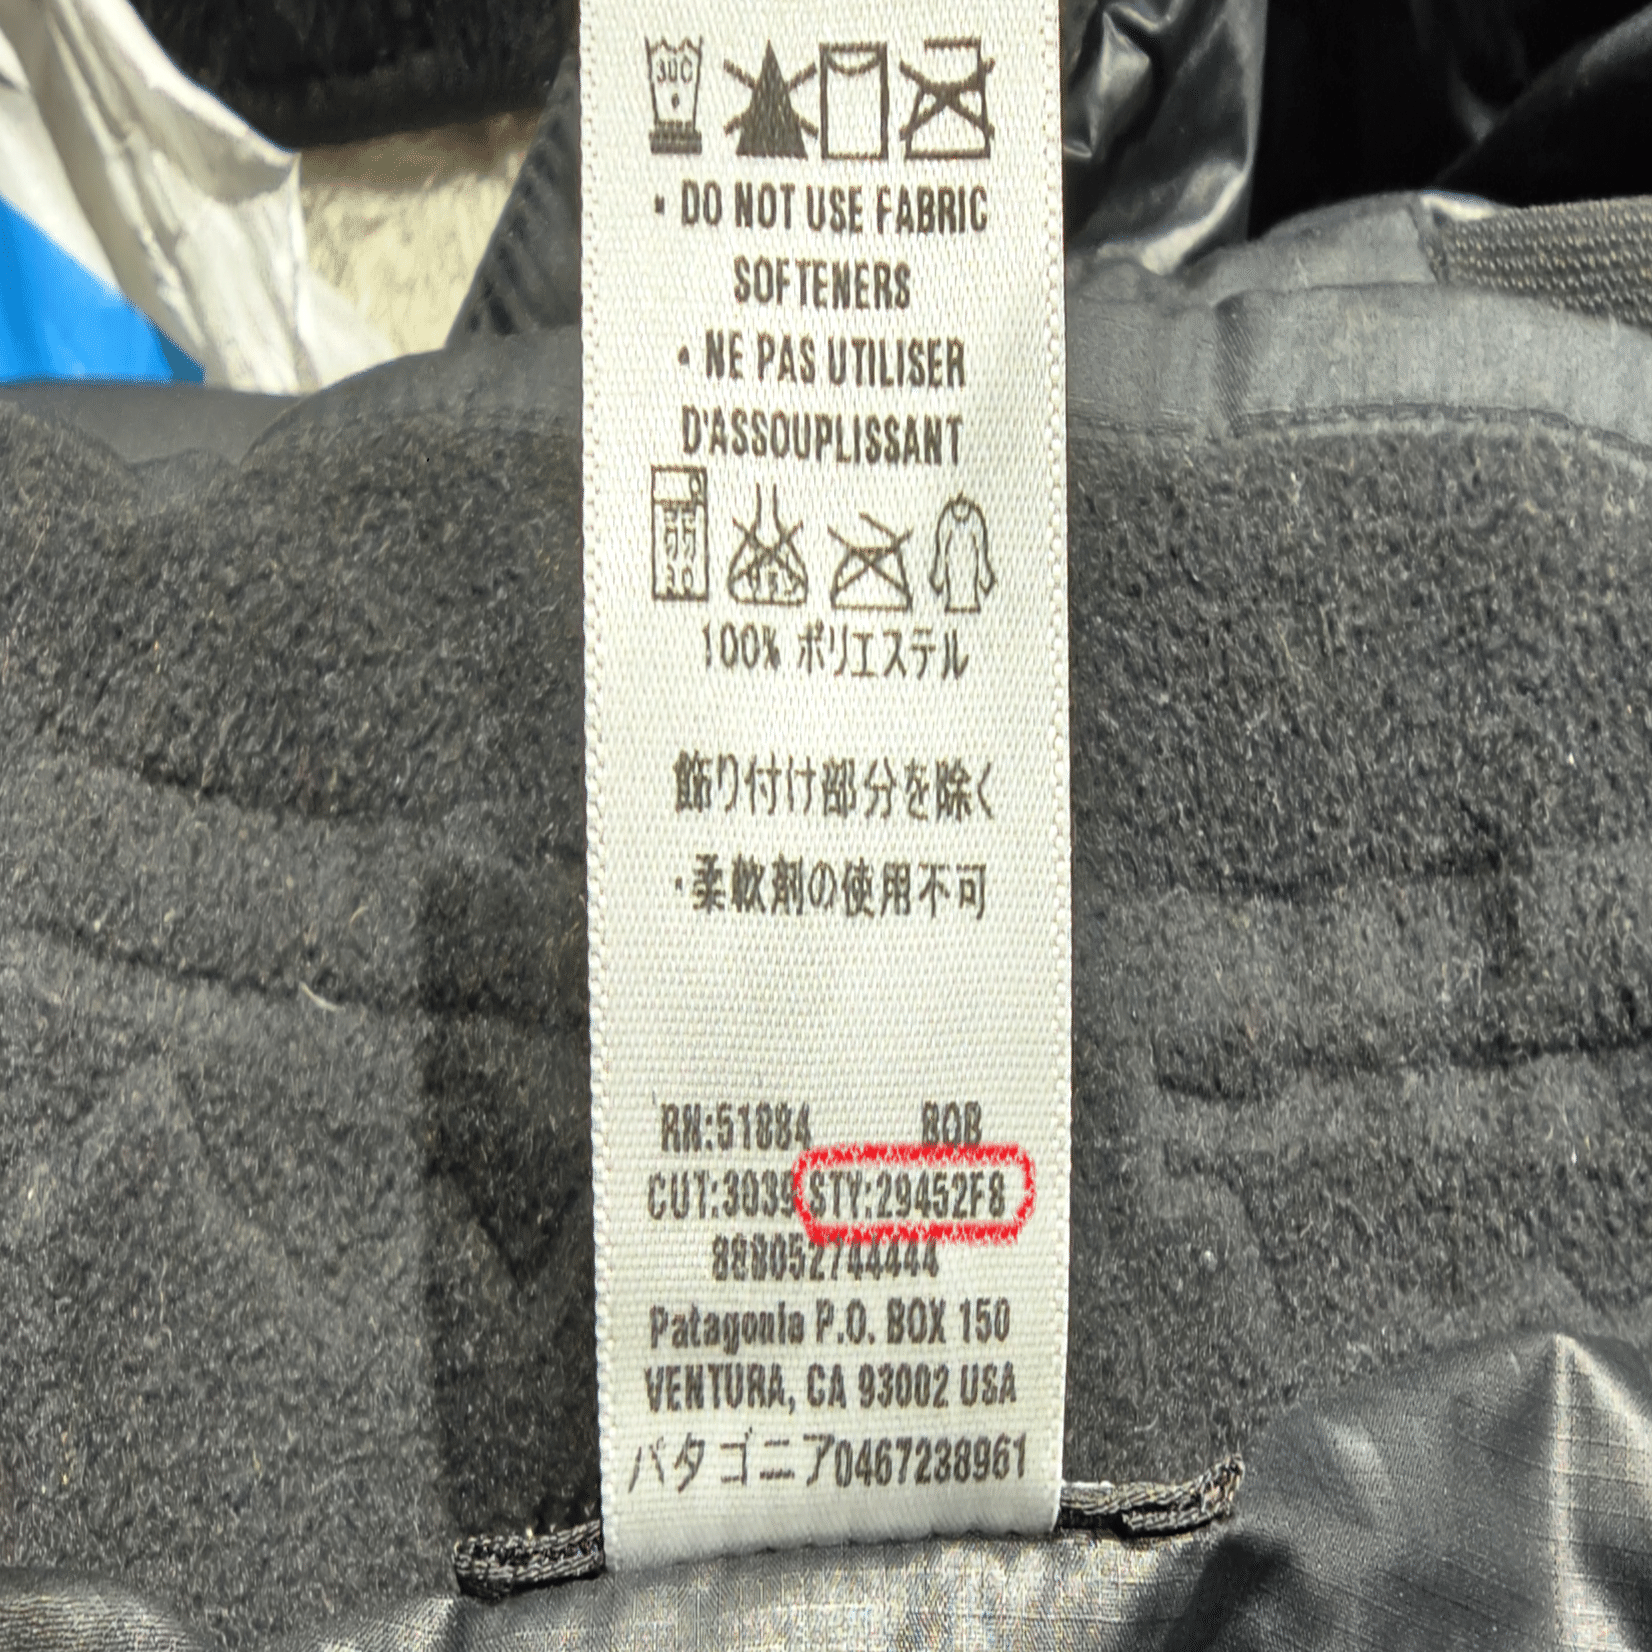 30C
• DO NOT USE FABRIC
SOFTENERS
• NE PAS UTILISER
D'ASSOUPLISSANT
30
100% ポリエステル
飾り付け部分を除く
・柔軟剤の使用不可
RN:51884 BOB
CUT:3039 STY:29452F8
888052744444
Patagonia P.O. BOX 150
VENTURA, CA 93002 USA
パタゴニア0467238961